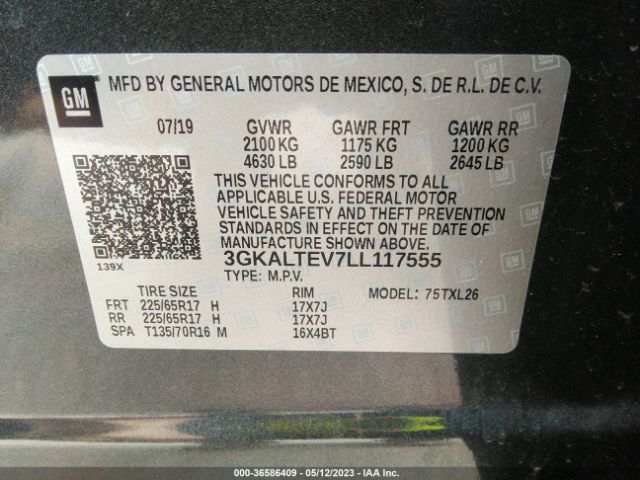 GM
MFD BY GENERAL MOTORS DE MEXICO, S. DE R.L. DE C.V.
07/19 GVWR GAWR FRT GAWR RR
2100 KG 1175 KG 1200 KG
4630 LB 2590 LB 2645 LB
THIS VEHICLE CONFORMS TO ALL
APPLICABLE U.S. FEDERAL MOTOR
VEHICLE SAFETY AND THEFT PREVENTION
STANDARDS IN EFFECT ON THE DATE
OF MANUFACTURE SHOWN ABOVE.
139X
3GKALTEV7LL117555
TYPE: M.P.V.
TIRE SIZE RIM MODEL: 75TXL26
FRT 225/65R17 H 17X7J
RR 225/65R17 H 17X7J
SPA T135/70R16 M 16X4BT
000-36586409 - 05/12/2023 - IAA Inc.